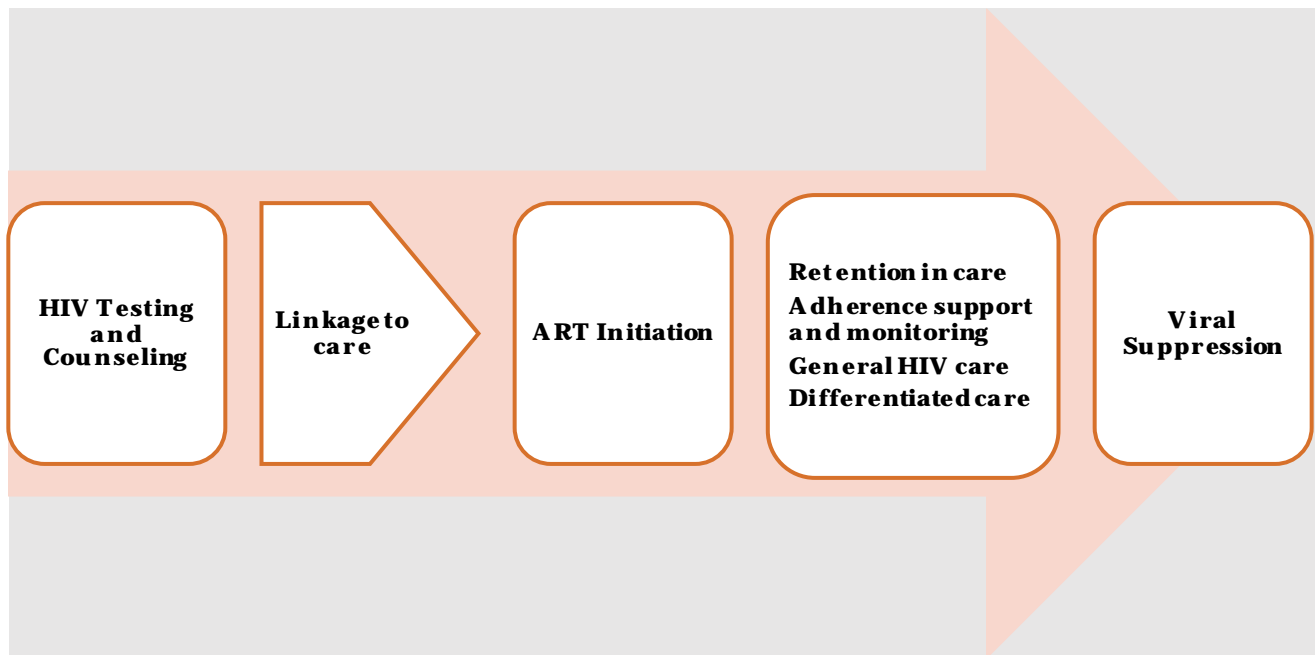 HIV Testing
and
Counseling
Linkage to
care
ART Initiation
Retention in care
Adherence support
and monitoring
General HIV care
Differentiated care
Viral
Suppression